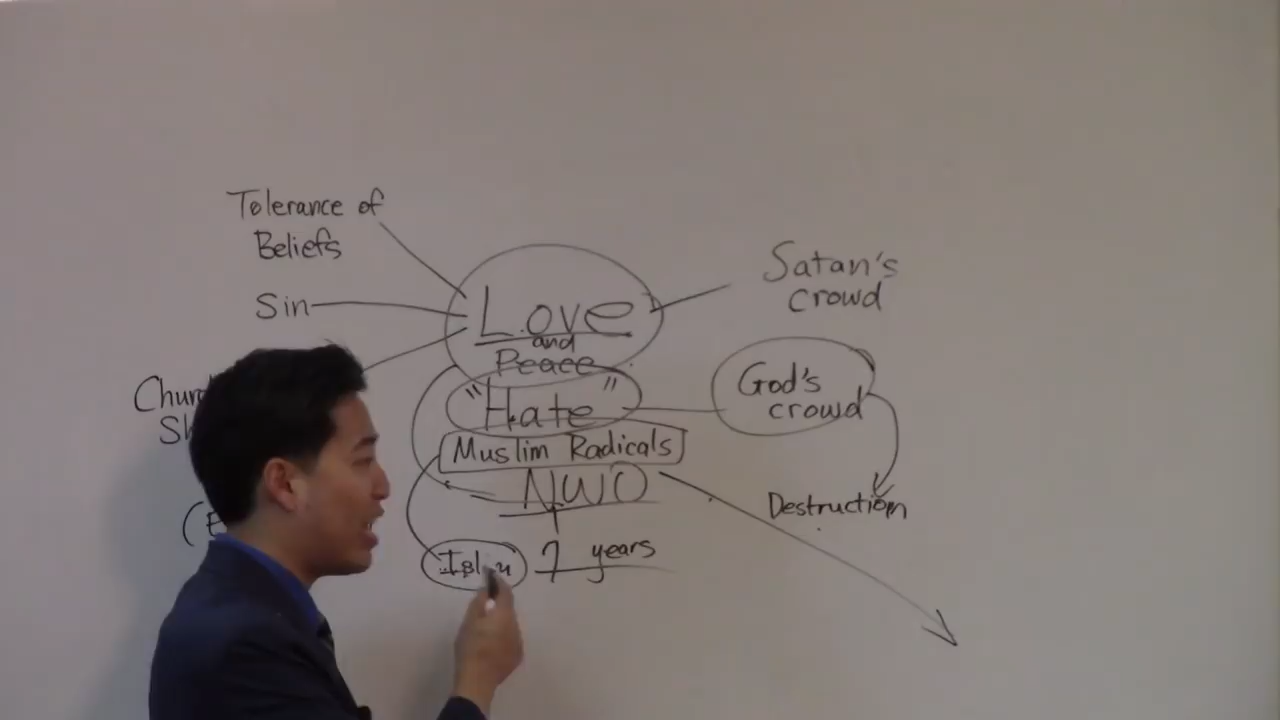 Tolerance of
Beliefs
Sin
Love
and
Peace
"Hate"
Muslim Radicals
NWO
7 years
Satan's
crowd
God's
crowd
Destruction